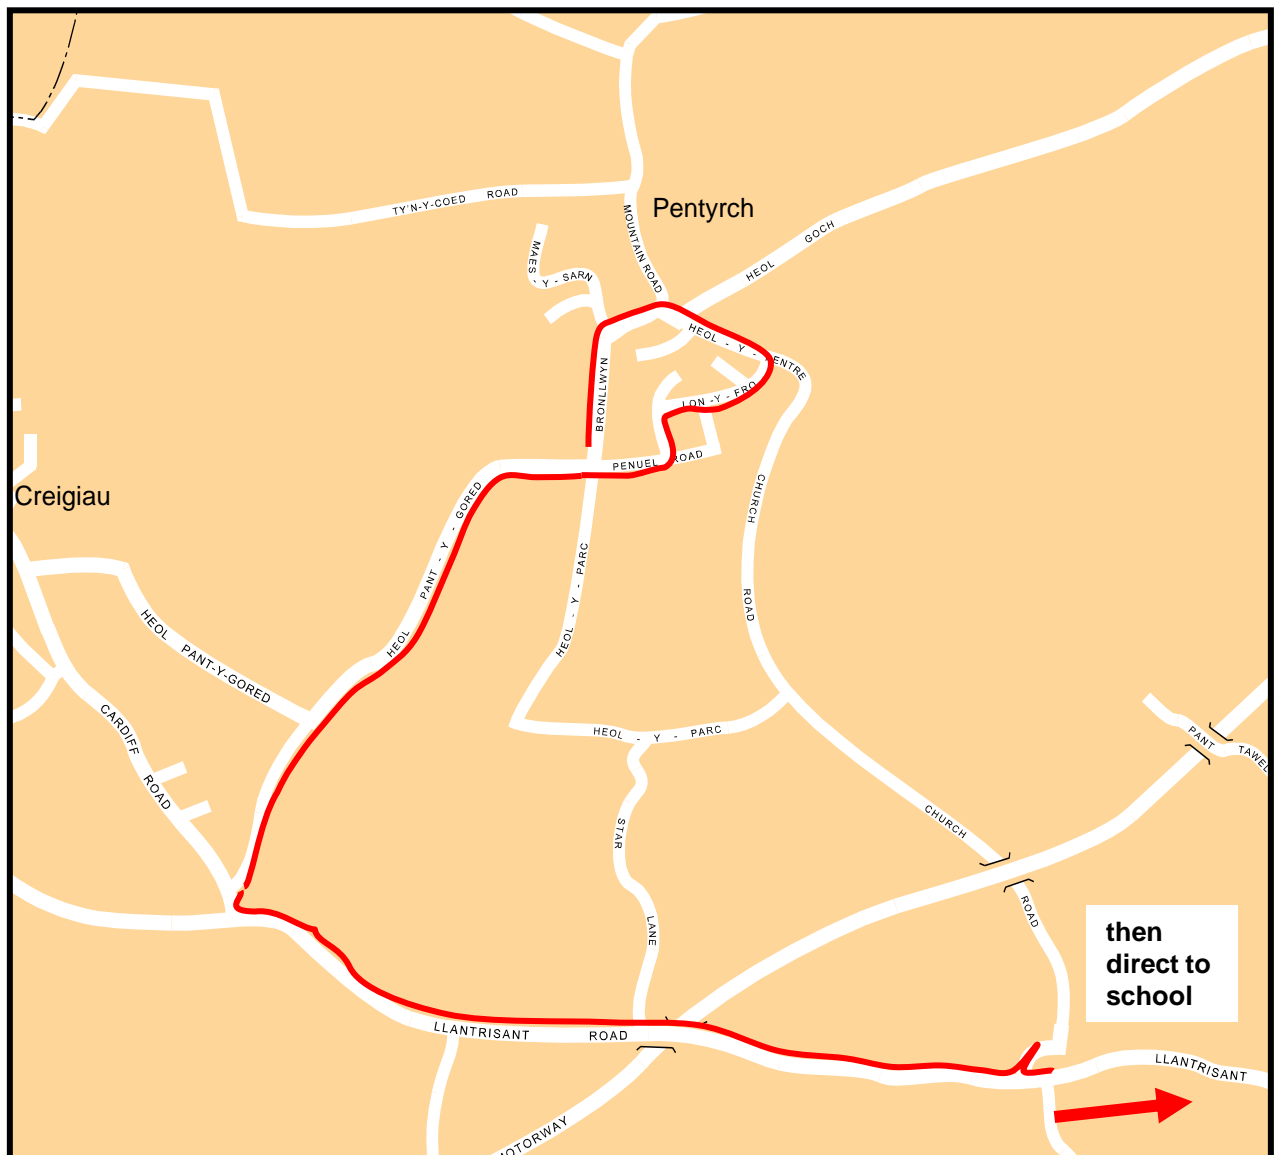 TY'N-Y-COED ROAD
Pentyrch
MOUNTAIN ROAD
HEOL GOCH
MAES - Y - SARN
HEOL - Y - PENTRE
BRONLLWYN
LON - Y - FRO
PENUEL ROAD
Creigiau
HEOL PANT - Y - GORED
CHURCH ROAD
HEOL - Y - PARC
HEOL PANT-Y-GORED
CARDIFF ROAD
HEOL - Y - PARC
PANT TAWEL
STAR LANE
CHURCH ROAD
then
direct to
school
LLANTRISANT ROAD
LLANTRISANT
MOTORWAY